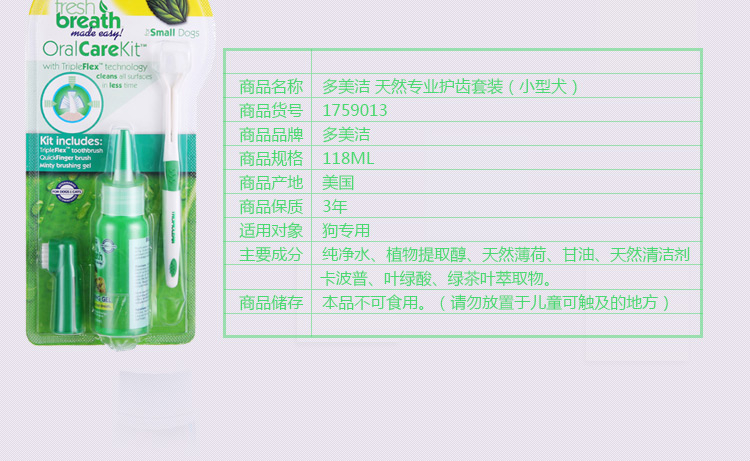 fresh
breath
made easy!
for Small Dogs
OralCareKit™
with TripleFlex™ technology
cleans all surfaces
in less time
Kit includes:
TripleFlex™ toothbrush
QuickFinger brush
Minty brushing gel
FOR DOGS & CATS
商品名称 多美洁 天然专业护齿套装（小型犬）
商品货号 1759013
商品品牌 多美洁
商品规格 118ML
商品产地 美国
商品保质 3年
适用对象 狗专用
主要成分 纯净水、植物提取醇、天然薄荷、甘油、天然清洁剂
卡波普、叶绿酸、绿茶叶萃取物。
商品储存 本品不可食用。（请勿放置于儿童可触及的地方）